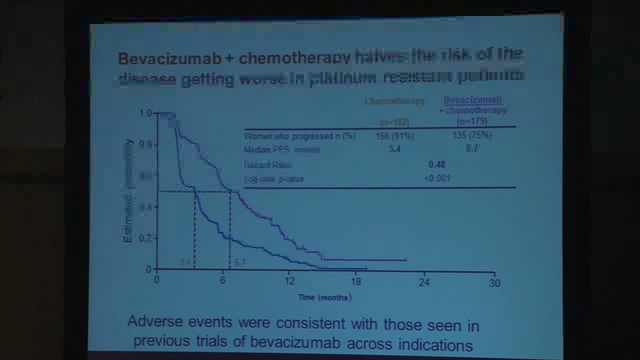 Bevacizumab + chemotherapy halves the risk of the
disease getting worse in platinum resistant patients
Chemotherapy
(n=182)
Bevacizumab
+ chemotherapy
(n=179)
Women who progressed n (%) 166 (91%) 135 (75%)
Median PFS, months 3.4 6.7
Hazard Ratio 0.48
Log-rank p-value <0.001
Estimated probability
1.0
0.8
0.6
0.4
0.2
0
3.4
6.7
0 6 12 18 24 30
Time (months)
Adverse events were consistent with those seen in
previous trials of bevacizumab across indications